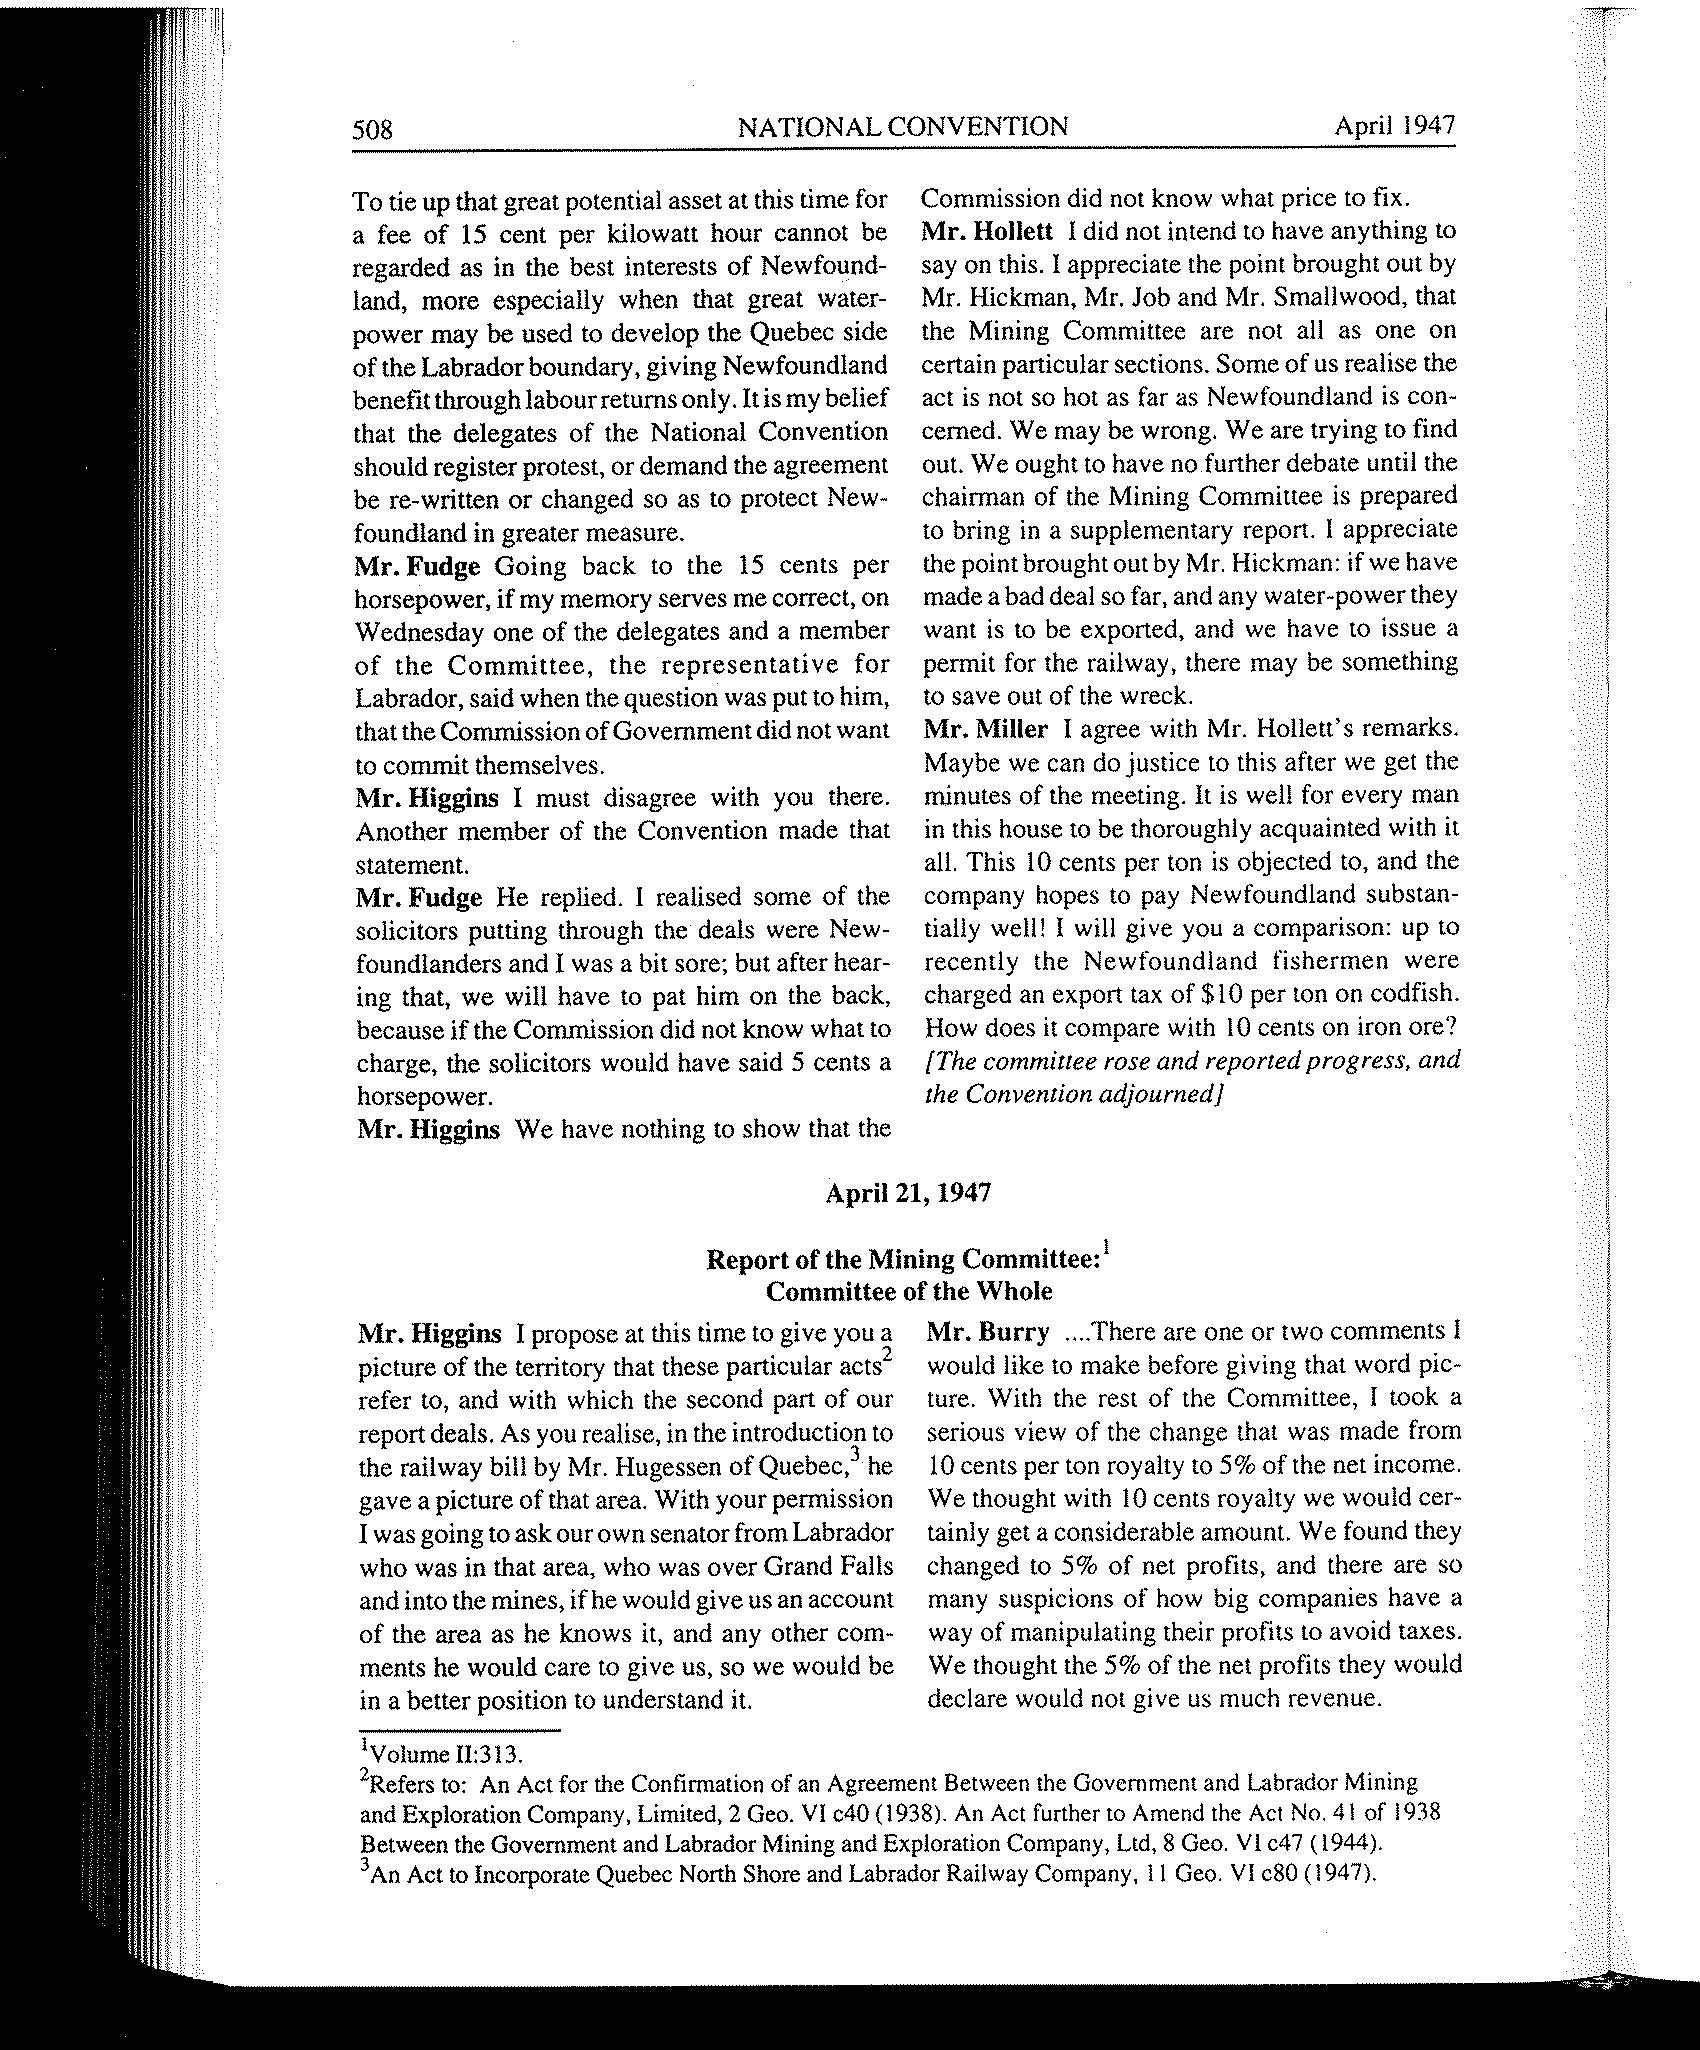 508 NATIONAL CONVENTION April 1947
To tie up that great potential asset at this time for
a fee of 15 cent per kilowatt hour cannot be
regarded as in the best interests of Newfound-
land, more especially when that great water-
power may be used to develop the Quebec side
of the Labrador boundary, giving Newfoundland
benefit through labour returns only. It is my belief
that the delegates of the National Convention
should register protest, or demand the agreement
be re-written or changed so as to protect New-
foundland in greater measure.
Mr. Fudge Going back to the 15 cents per
horsepower, if my memory serves me correct, on
Wednesday one of the delegates and a member
of the Committee, the representative for
Labrador, said when the question was put to him,
that the Commission of Government did not want
to commit themselves.
Mr. Higgins I must disagree with you there.
Another member of the Convention made that
statement.
Mr. Fudge He replied. I realised some of the
solicitors putting through the deals were New-
foundlanders and I was a bit sore; but after hear-
ing that, we will have to pat him on the back,
because if the Commission did not know what to
charge, the solicitors would have said 5 cents a
horsepower.
Mr. Higgins We have nothing to show that the
Commission did not know what price to fix.
Mr. Hollett I did not intend to have anything to
say on this. I appreciate the point brought out by
Mr. Hickman, Mr. Job and Mr. Smallwood, that
the Mining Committee are not all as one on
certain particular sections. Some of us realise the
act is not so hot as far as Newfoundland is con-
cerned. We may be wrong. We are trying to find
out. We ought to have no further debate until the
chairman of the Mining Committee is prepared
to bring in a supplementary report. I appreciate
the point brought out by Mr. Hickman: if we have
made a bad deal so far, and any water-power they
want is to be exported, and we have to issue a
permit for the railway, there may be something
to save out of the wreck.
Mr. Miller I agree with Mr. Hollett's remarks.
Maybe we can do justice to this after we get the
minutes of the meeting. It is well for every man
in this house to be thoroughly acquainted with it
all. This 10 cents per ton is objected to, and the
company hopes to pay Newfoundland substan-
tially well! I will give you a comparison: up to
recently the Newfoundland fishermen were
charged an export tax of $10 per ton on codfish.
How does it compare with 10 cents on iron ore?
[The committee rose and reported progress, and
the Convention adjourned]
April 21, 1947
Report of the Mining Committee:1
Committee of the Whole
Mr. Higgins I propose at this time to give you a
picture of the territory that these particular acts2
refer to, and with which the second part of our
report deals. As you realise, in the introduction to
the railway bill by Mr. Hugessen of Quebec,3 he
gave a picture of that area. With your permission
I was going to ask our own senator from Labrador
who was in that area, who was over Grand Falls
and into the mines, if he would give us an account
of the area as he knows it, and any other com-
ments he would care to give us, so we would be
in a better position to understand it.
Mr. Burry ....There are one or two comments I
would like to make before giving that word pic-
ture. With the rest of the Committee, I took a
serious view of the change that was made from
10 cents per ton royalty to 5% of the net income.
We thought with 10 cents royalty we would cer-
tainly get a considerable amount. We found they
changed to 5% of net profits, and there are so
many suspicions of how big companies have a
way of manipulating their profits to avoid taxes.
We thought the 5% of the net profits they would
declare would not give us much revenue.
1Volume II:313.
2Refers to: An Act for the Confirmation of an Agreement Between the Government and Labrador Mining
and Exploration Company, Limited, 2 Geo. VI c40 (1938). An Act further to Amend the Act No. 41 of 1938
Between the Government and Labrador Mining and Exploration Company, Ltd, 8 Geo. VI c47 (1944).
3An Act to Incorporate Quebec North Shore and Labrador Railway Company, 11 Geo. VI c80 (1947).